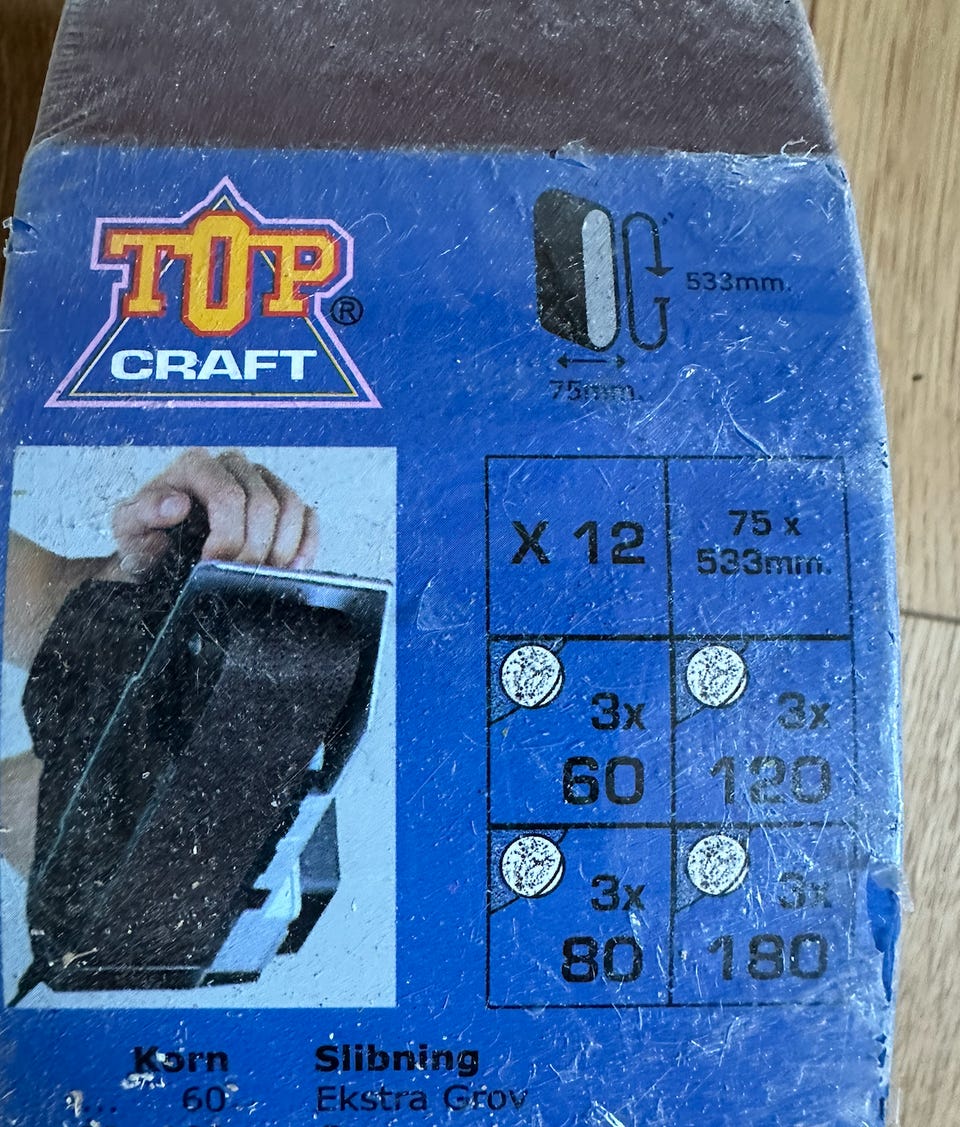 TOP
CRAFT
®
533mm.
75mm.
X 12
75 x
533mm.
3x
60
3x
120
3x
80
3x
180
Korn Slibning
60 Ekstra Grov